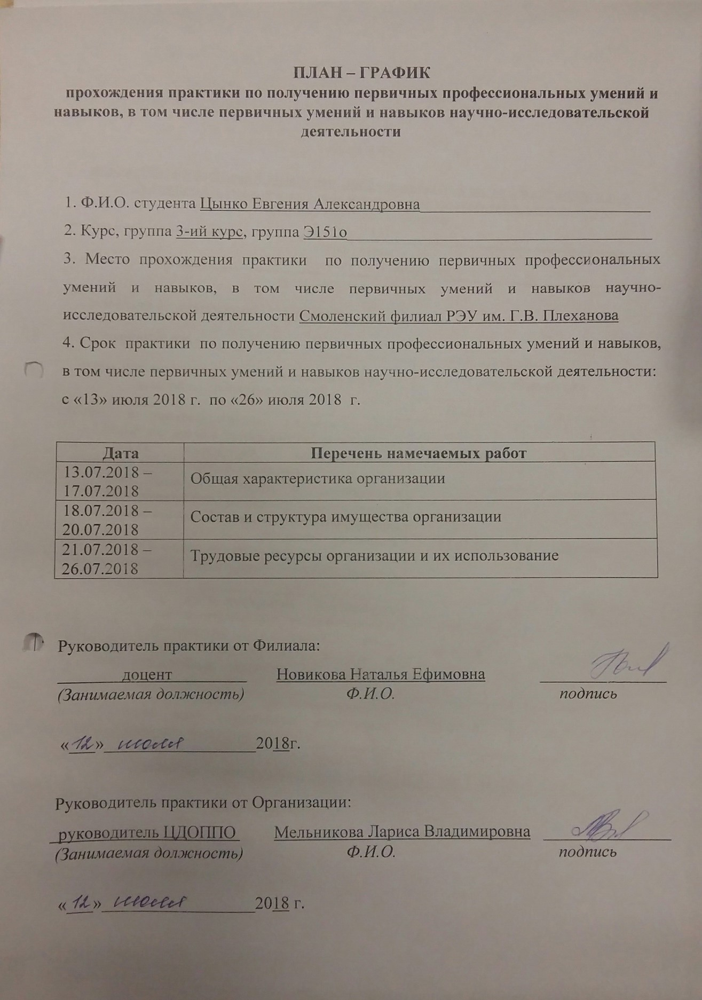 ПЛАН – ГРАФИК
прохождения практики по получению первичных профессиональных умений и
навыков, в том числе первичных умений и навыков научно-исследовательской
деятельности
1. Ф.И.О. студента Цынко Евгения Александровна
2. Курс, группа 3-ий курс, группа Э151о
3. Место прохождения практики по получению первичных профессиональных
умений и навыков, в том числе первичных умений и навыков научно-
исследовательской деятельности Смоленский филиал РЭУ им. Г.В. Плеханова
4. Срок практики по получению первичных профессиональных умений и навыков,
в том числе первичных умений и навыков научно-исследовательской деятельности:
с «13» июля 2018 г. по «26» июля 2018 г.
Дата Перечень намечаемых работ
13.07.2018 –
17.07.2018
Общая характеристика организации
18.07.2018 –
20.07.2018
Состав и структура имущества организации
21.07.2018 –
26.07.2018
Трудовые ресурсы организации и их использование
Руководитель практики от Филиала:
доцент Новикова Наталья Ефимовна
(Занимаемая должность) Ф.И.О. подпись
«12» июля 2018г.
Руководитель практики от Организации:
руководитель ЦДОППО Мельникова Лариса Владимировна
(Занимаемая должность) Ф.И.О. подпись
«12» июля 2018 г.